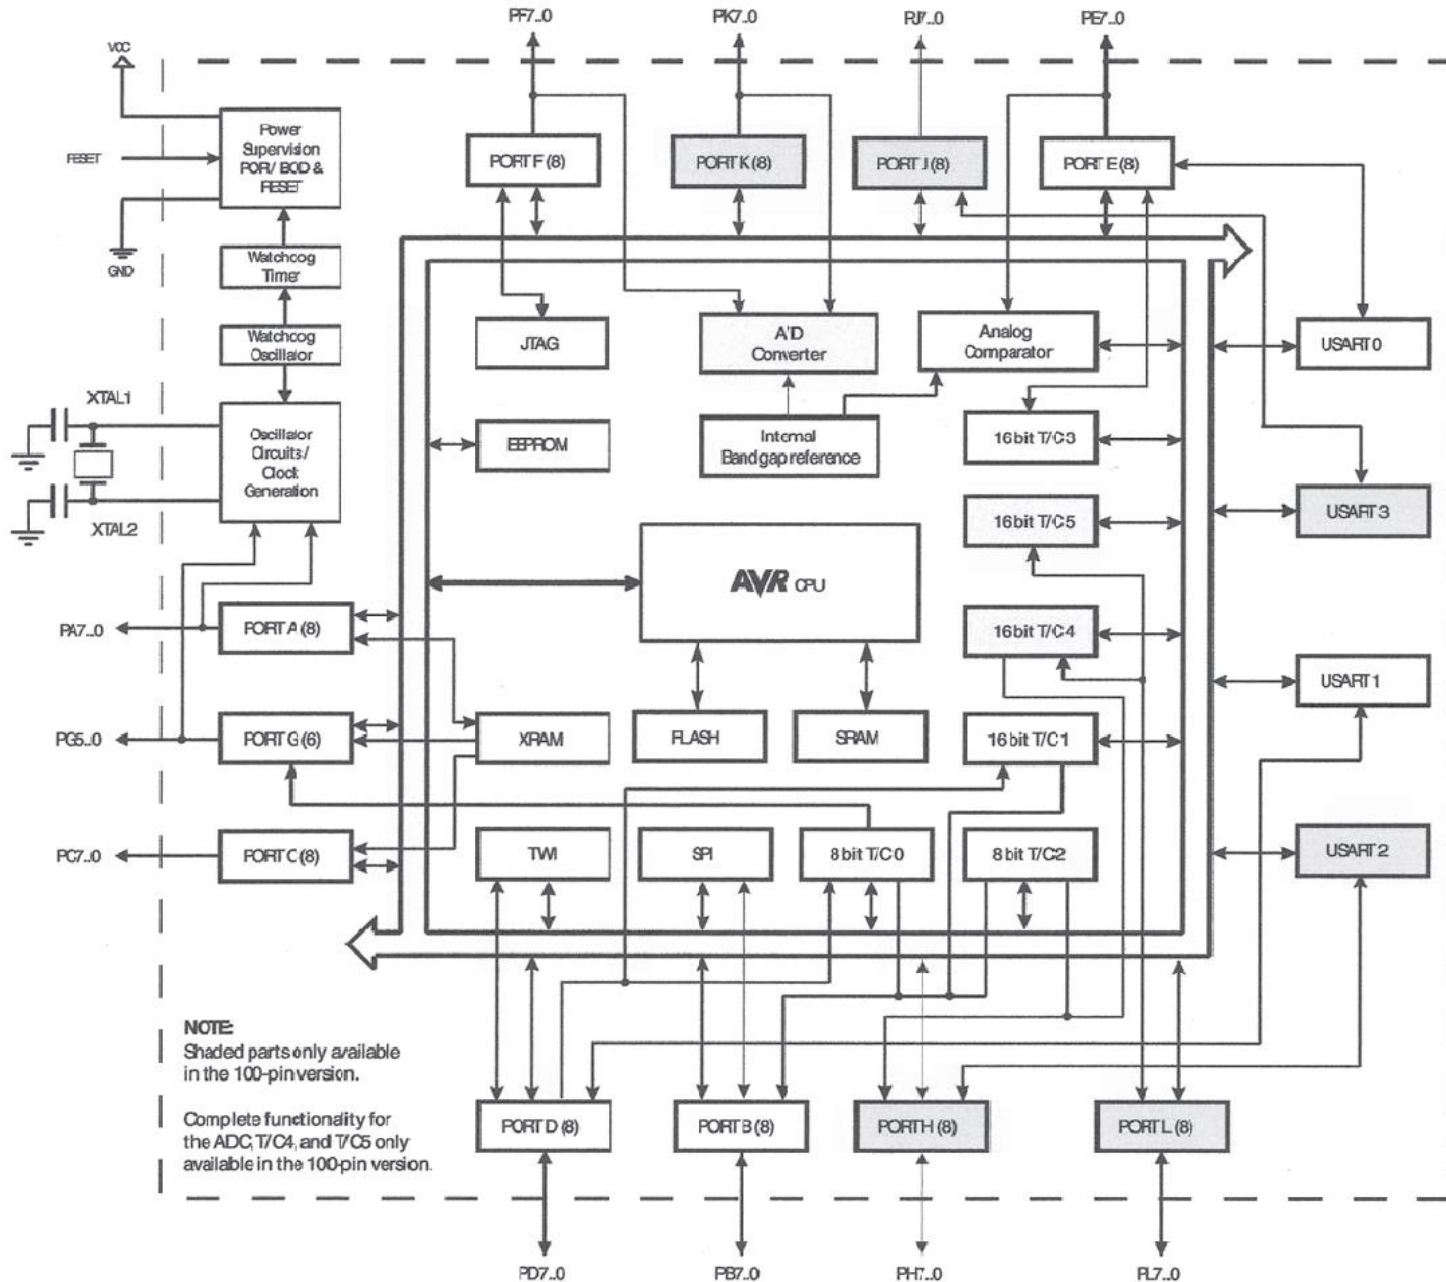 PF7..0
PK7..0
PJ7..0
PE7..0
VCC
RESET
GND
Power
Supervision
POR/ BOD &
RESET
PORT F (8)
PORT K (8)
PORT J (8)
PORT E (8)
Watchdog
Timer
Watchdog
Oscillator
JTAG
A/D
Converter
Analog
Comparator
USART 0
XTAL1
XTAL2
Oscillator
Circuits /
Clock
Generation
EEPROM
Internal
Bandgap reference
16bit T/C3
16bit T/C5
USART 3
AVR CPU
PA7..0
PORT A (8)
16bit T/C4
USART 1
PG5..0
PORT G (6)
XRAM
FLASH
SRAM
16bit T/C1
PC7..0
PORT C (8)
TWI
SPI
8bit T/C0
8bit T/C2
USART 2
NOTE:
Shaded parts only available
in the 100-pin version.
Complete functionality for
the ADC, T/C4, and T/C5 only
available in the 100-pin version.
PORT D (8)
PORT B (8)
PORT H (8)
PORT L (8)
PD7..0
PB7..0
PH7..0
PL7..0